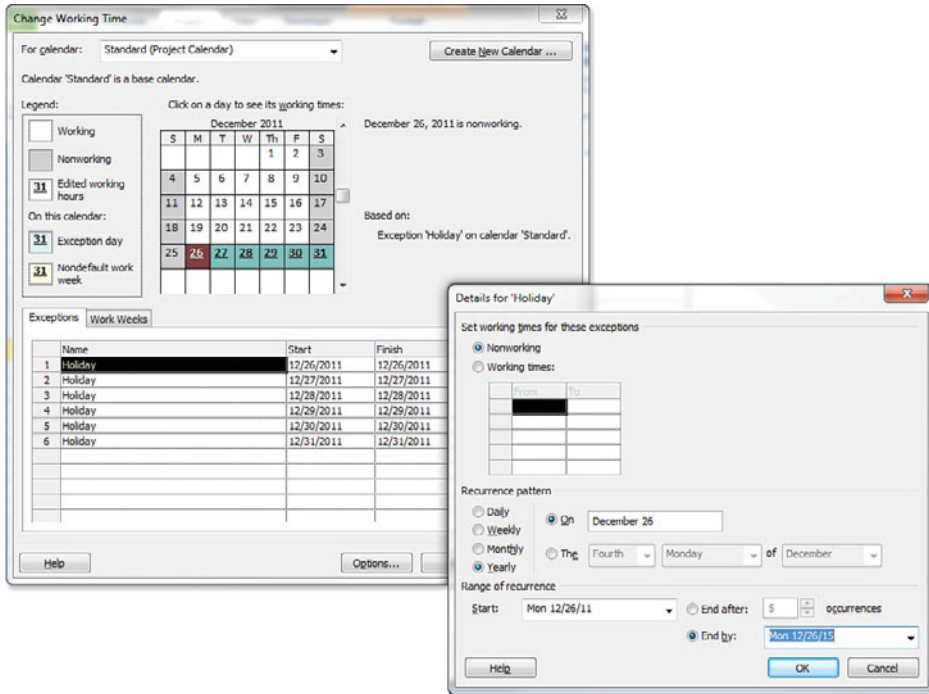 Change Working Time
For calendar: Standard (Project Calendar)
Create New Calendar ...
Calendar 'Standard' is a base calendar.
Legend:
Working
Nonworking
31 Edited working hours
On this calendar:
31 Exception day
31 Nondefault work week
Click on a day to see its working times:
December 2011
S M T W Th F S
1 2 3
4 5 6 7 8 9 10
11 12 13 14 15 16 17
18 19 20 21 22 23 24
25 26 27 28 29 30 31
December 26, 2011 is nonworking.
Based on:
Exception 'Holiday' on calendar 'Standard'.
Exceptions Work Weeks
Name Start Finish
1 Holiday 12/26/2011 12/26/2011
2 Holiday 12/27/2011 12/27/2011
3 Holiday 12/28/2011 12/28/2011
4 Holiday 12/29/2011 12/29/2011
5 Holiday 12/30/2011 12/30/2011
6 Holiday 12/31/2011 12/31/2011
Help
Options...
Details for 'Holiday'
Set working times for these exceptions
Nonworking
Working times:
From To
Recurrence pattern
Daily
Weekly
Monthly
Yearly
On December 26
The Fourth Monday of December
Range of recurrence
Start: Mon 12/26/11
End after: 5 occurrences
End by: Mon 12/26/15
Help
OK
Cancel